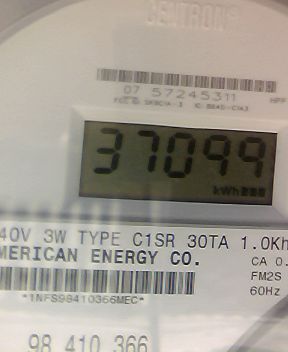 CENTRON®
07 57245311
37099
kWh
40V 3W TYPE C1SR 30TA 1.0Kh
MERICAN ENERGY CO.
CA 0.
FM2S
*1NFS98410366MEC*
60Hz
98 410 366